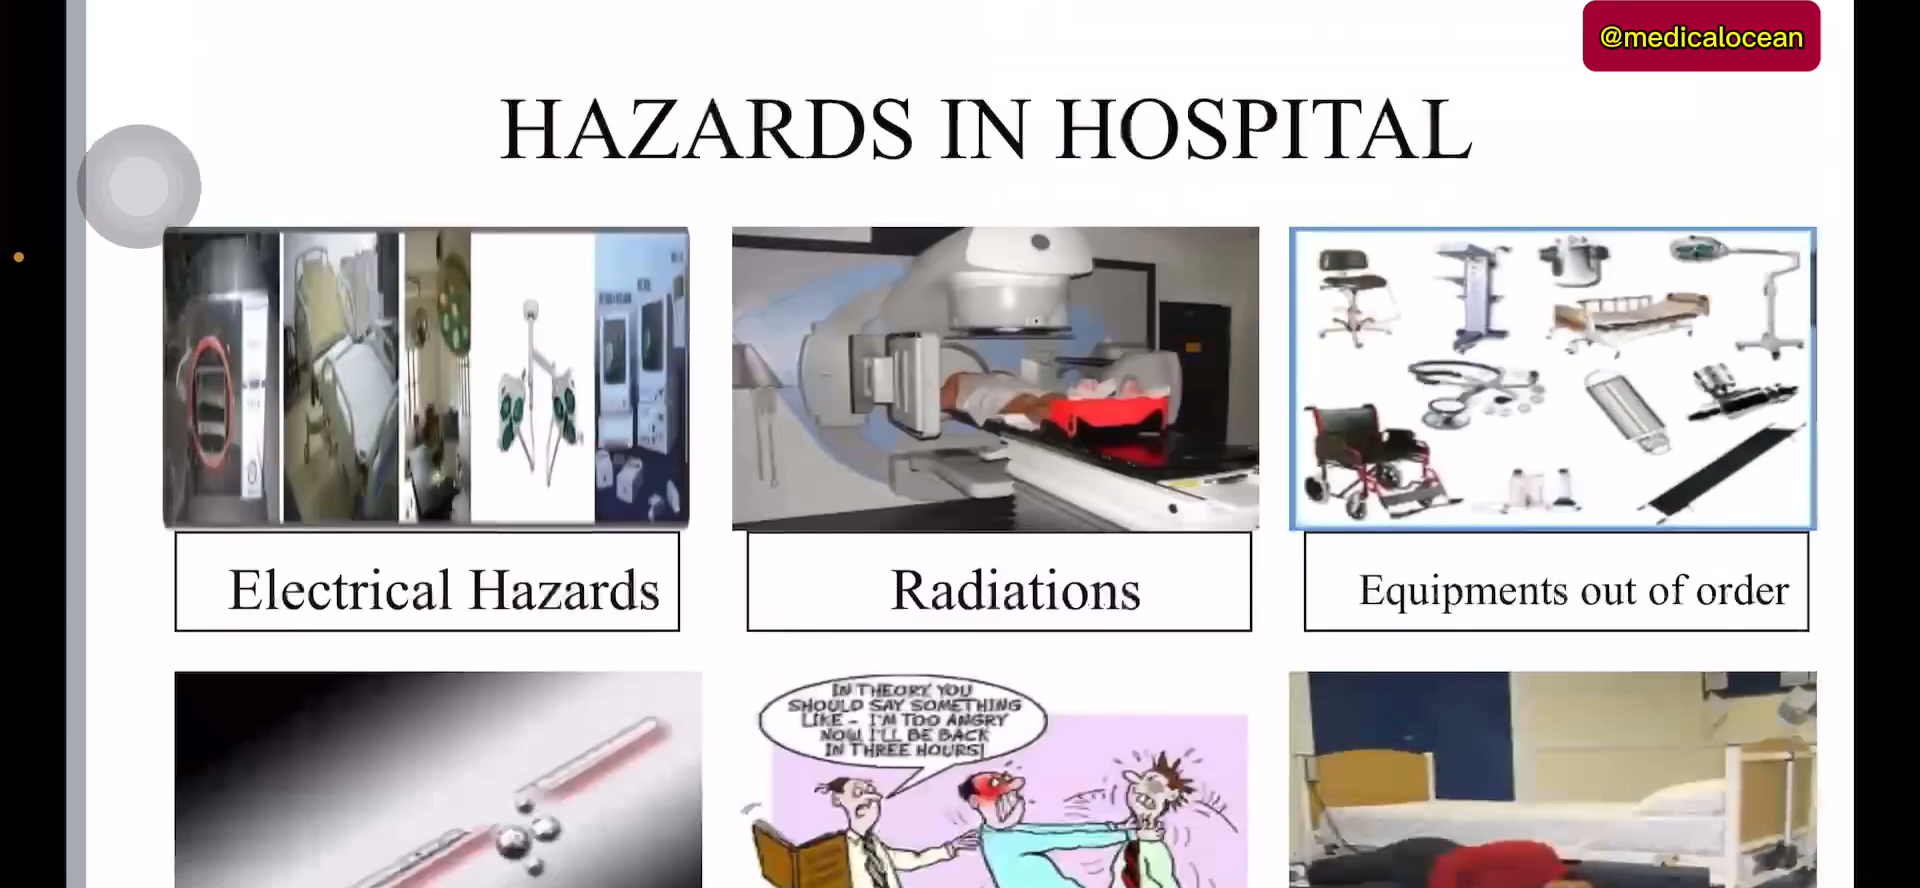 @medicalocean
HAZARDS IN HOSPITAL
Electrical Hazards
Radiations
Equipments out of order
IN THEORY YOU
SHOULD SAY SOMETHING
LIKE - I'M TOO ANGRY
NOW I'LL BE BACK
IN THREE HOURS!